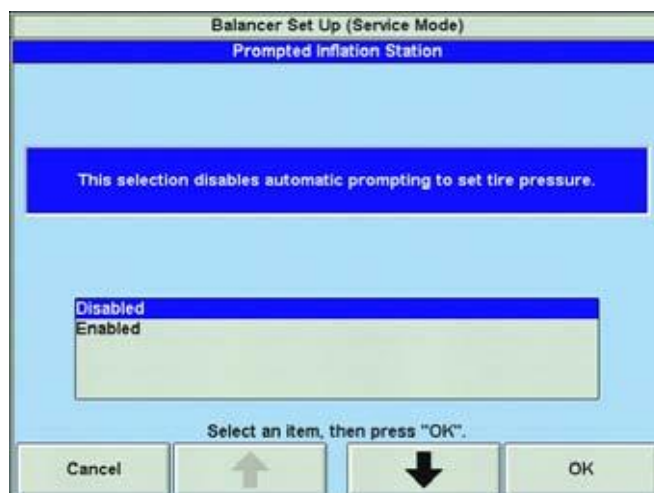 Balancer Set Up (Service Mode)
Prompted Inflation Station
This selection disables automatic prompting to set tire pressure.
Disabled
Enabled
Select an item, then press "OK".
Cancel
OK